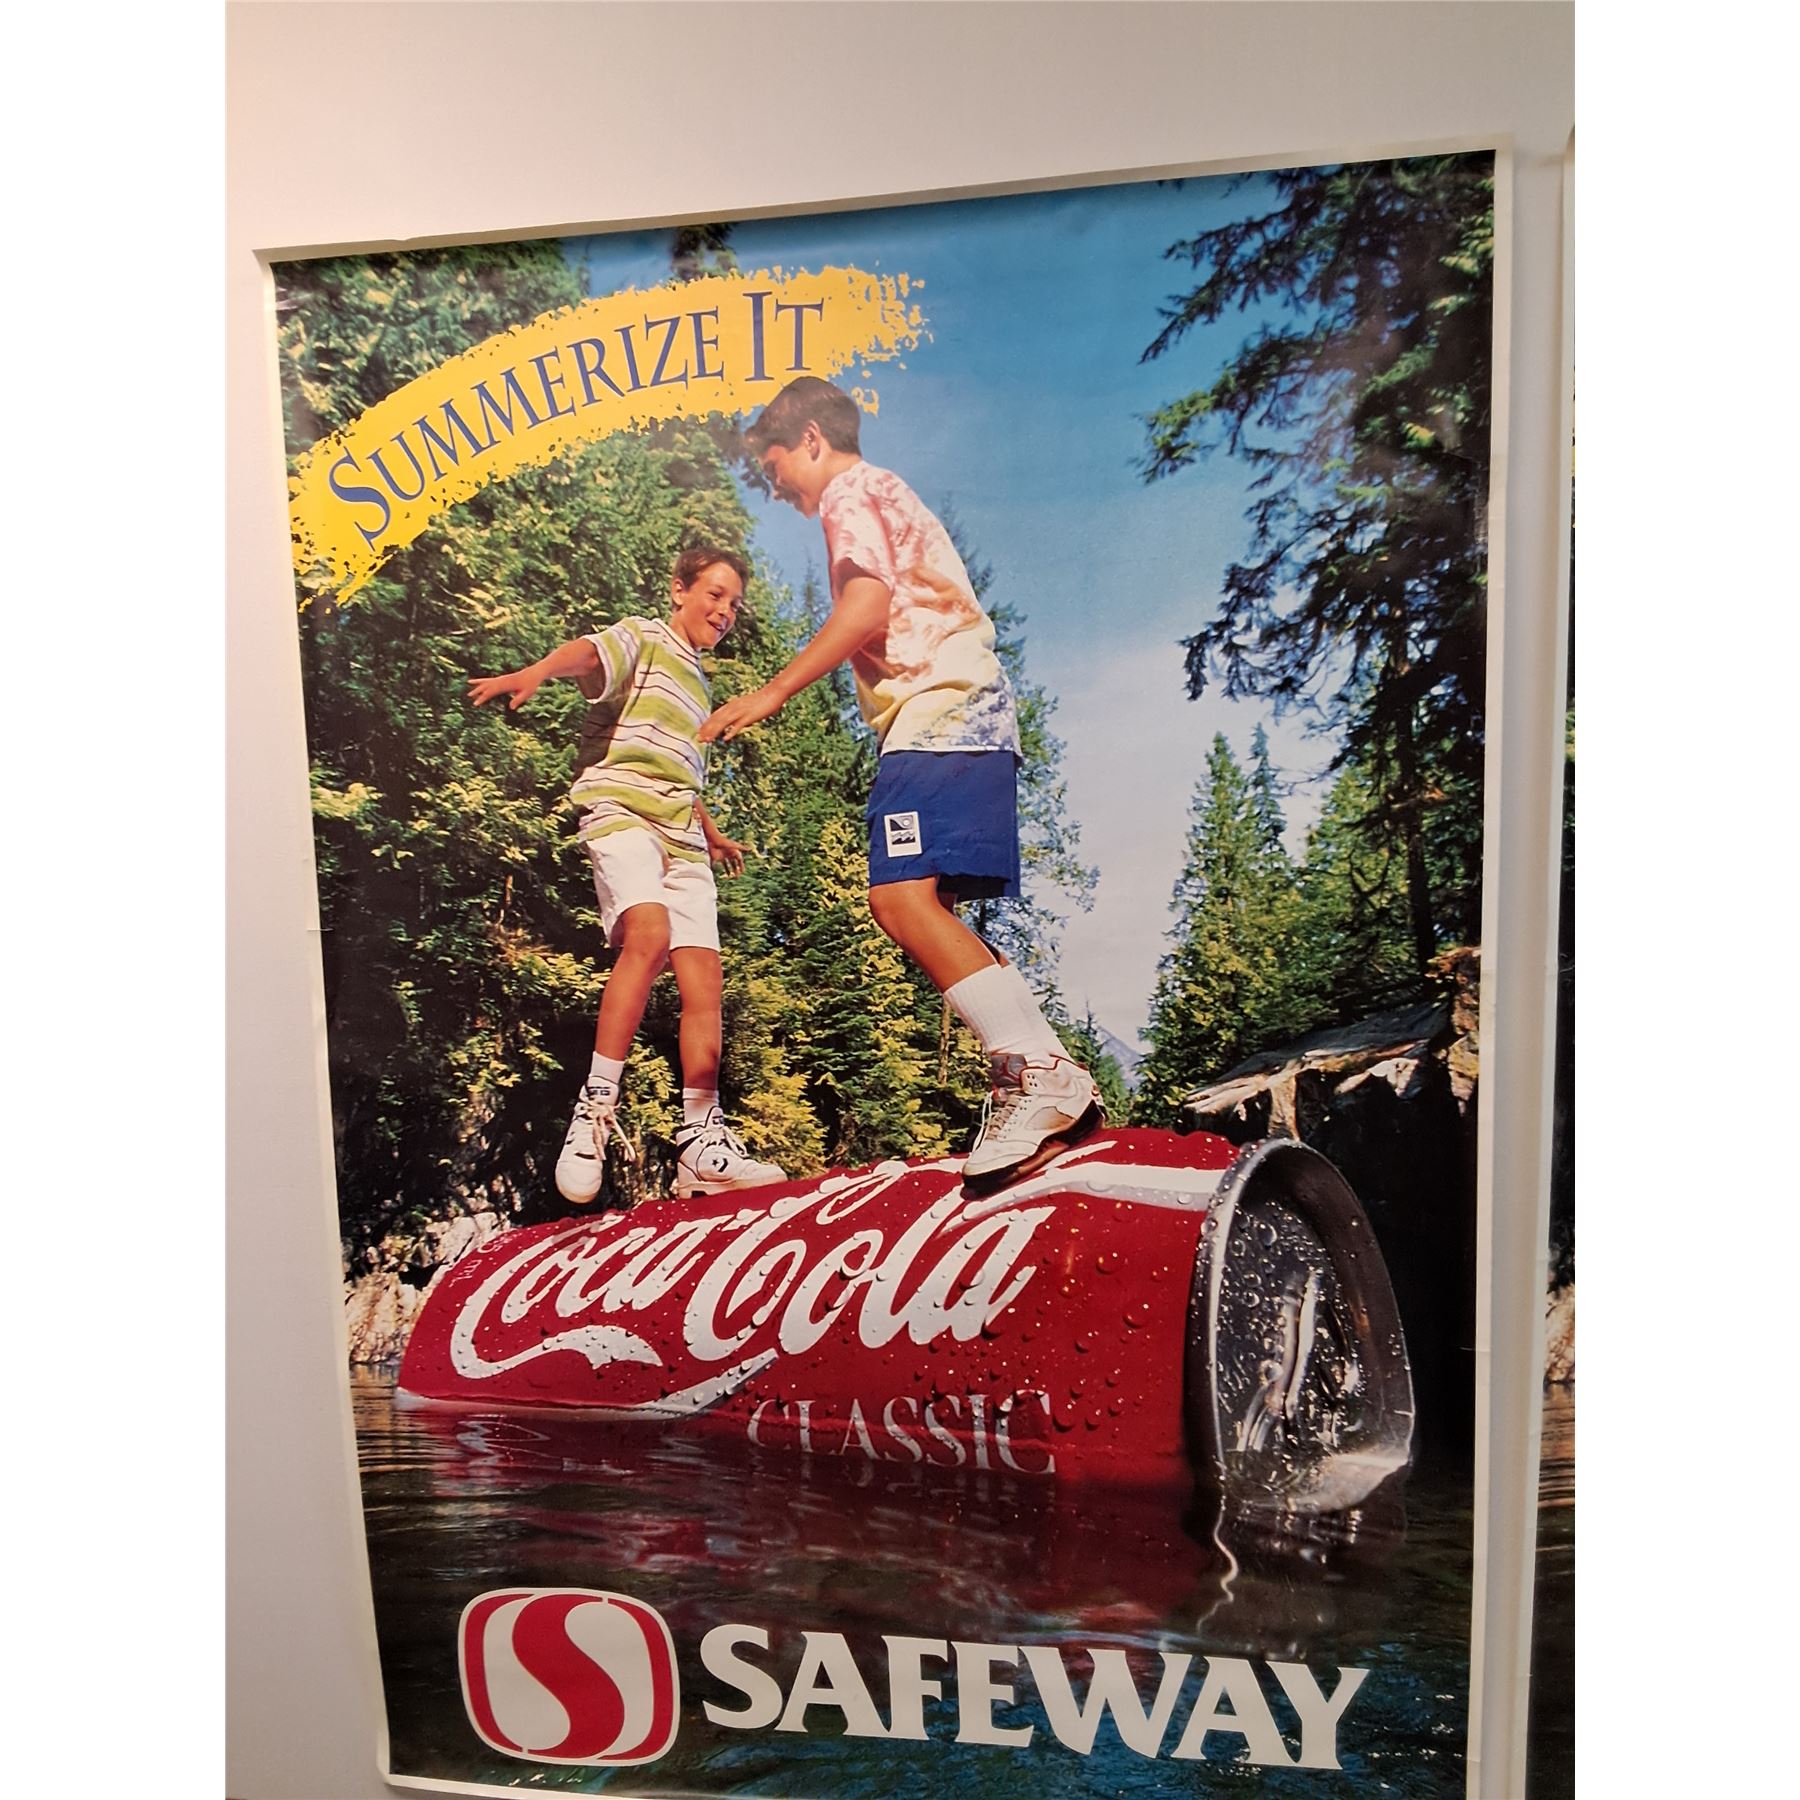 SUMMERIZE IT
Coca-Cola
CLASSIC
SAFEWAY